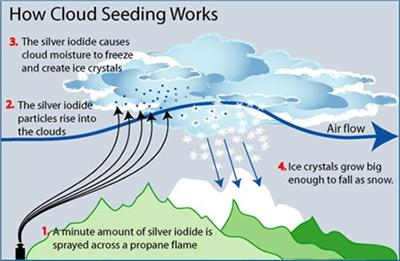 How Cloud Seeding Works
3. The silver iodide causes
cloud moisture to freeze
and create ice crystals
2. The silver iodide
particles rise into
the clouds
Air flow
4. Ice crystals grow big
enough to fall as snow.
1. A minute amount of silver iodide is
sprayed across a propane flame